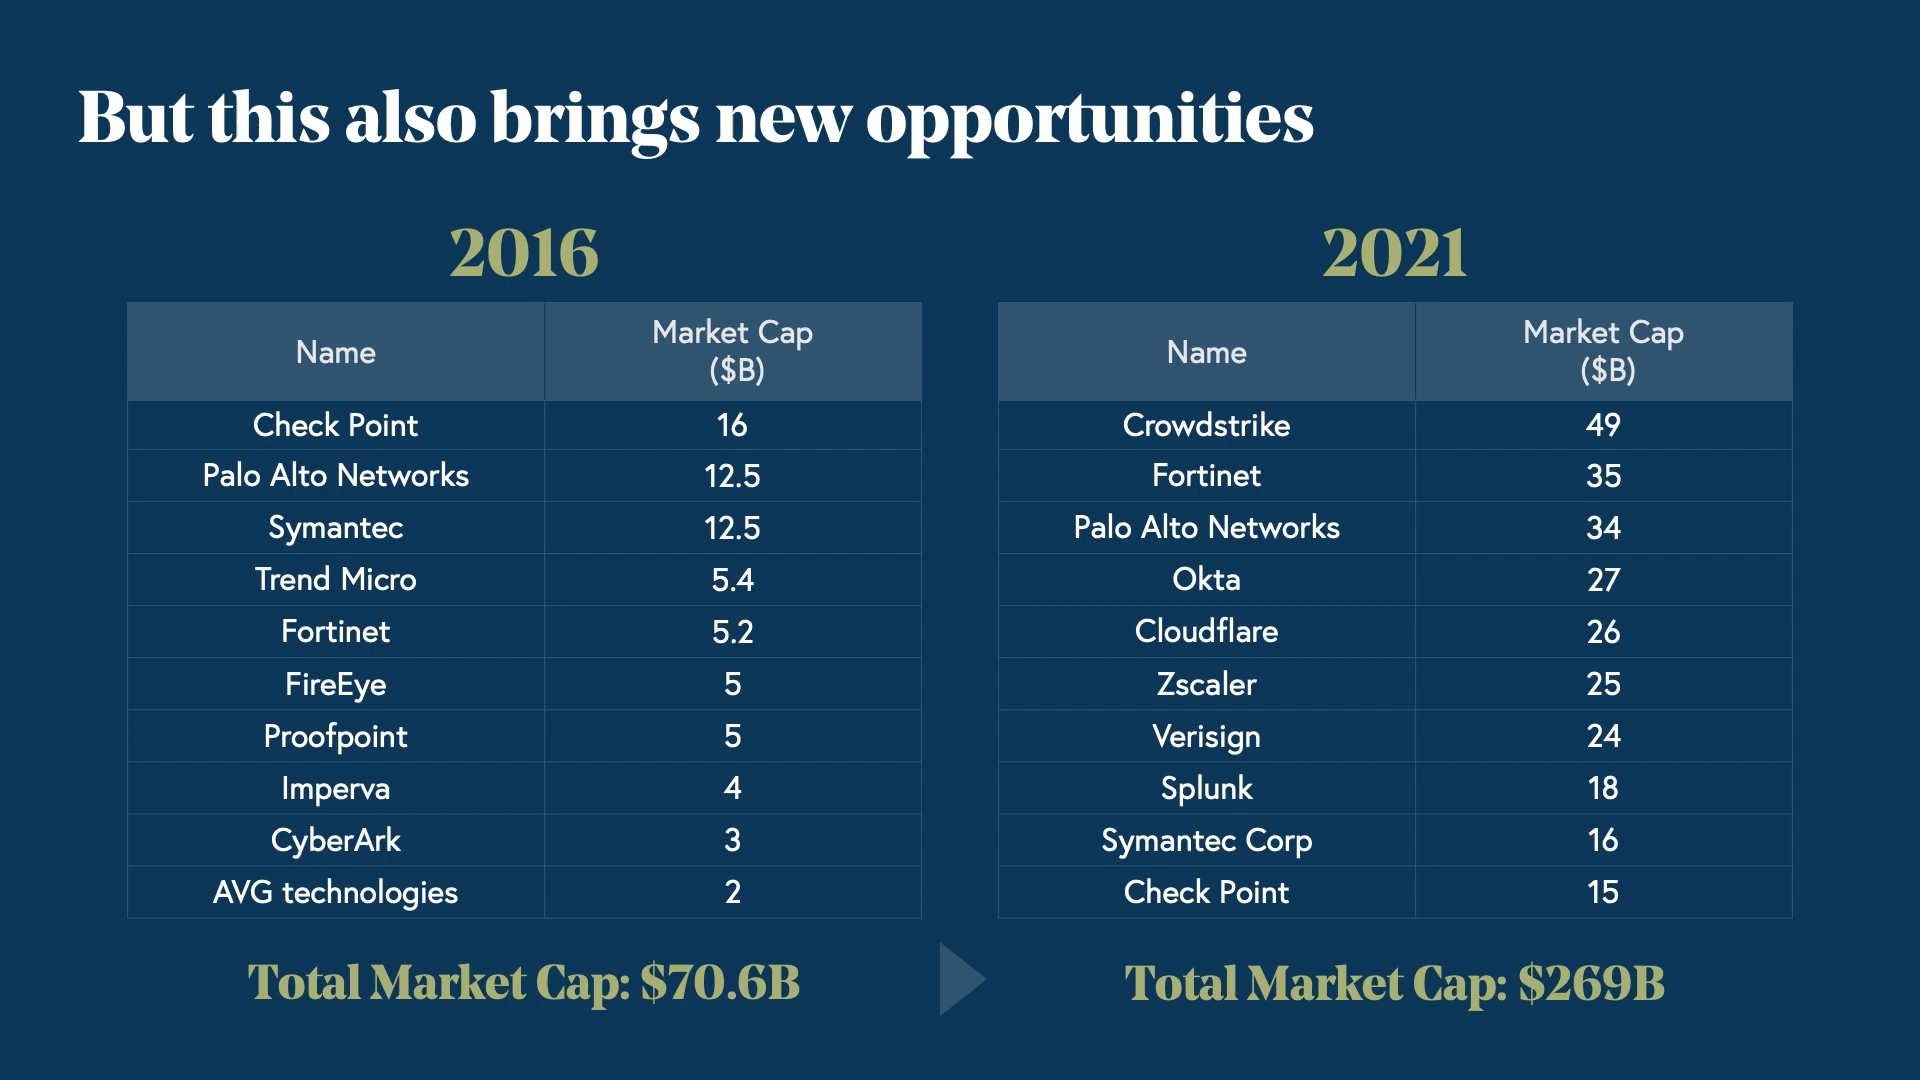 But this also brings new opportunities
2016
Name Market Cap ($B)
Check Point 16
Palo Alto Networks 12.5
Symantec 12.5
Trend Micro 5.4
Fortinet 5.2
FireEye 5
Proofpoint 5
Imperva 4
CyberArk 3
AVG technologies 2
Total Market Cap: $70.6B
2021
Name Market Cap ($B)
Crowdstrike 49
Fortinet 35
Palo Alto Networks 34
Okta 27
Cloudflare 26
Zscaler 25
Verisign 24
Splunk 18
Symantec Corp 16
Check Point 15
Total Market Cap: $269B